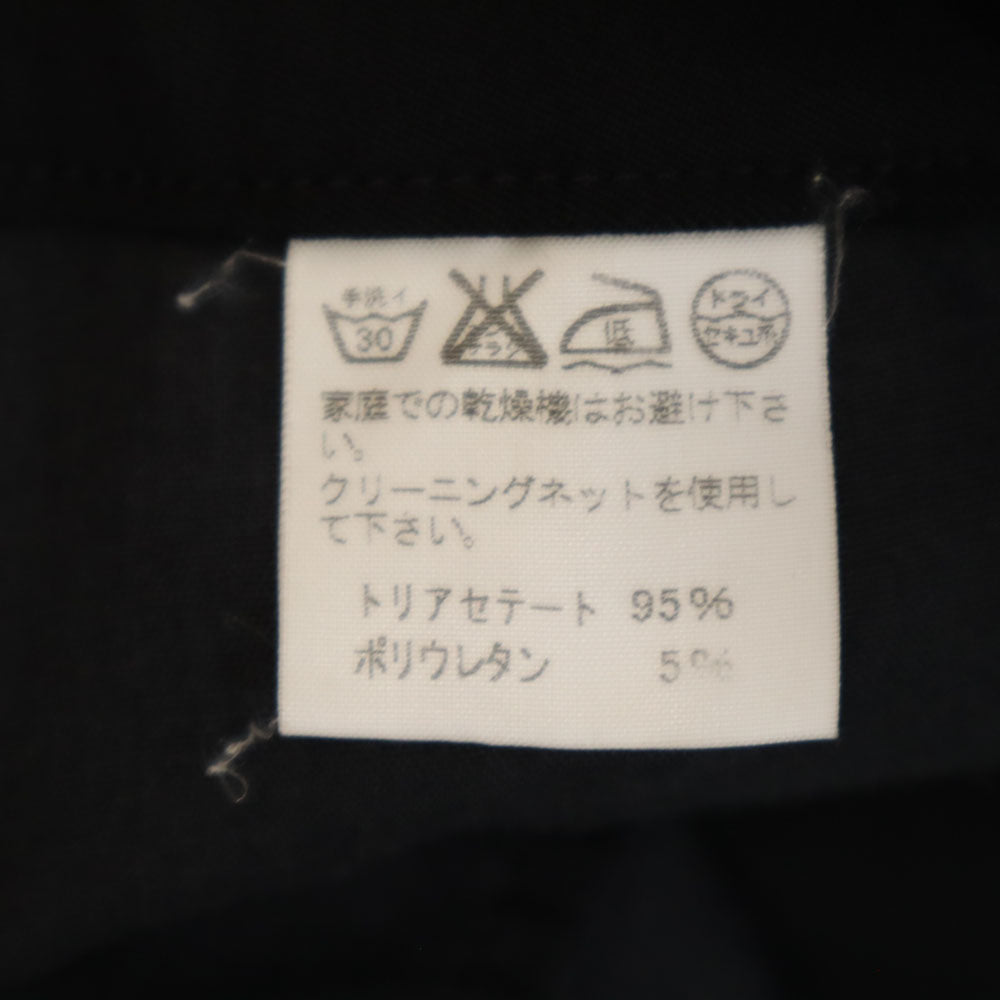 手洗イ
30
低
ドライ
セキユ系
家庭での乾燥機はお避け下さ
い。
クリーニングネットを使用し
て下さい。
トリアセテート 95%
ポリウレタン 5%